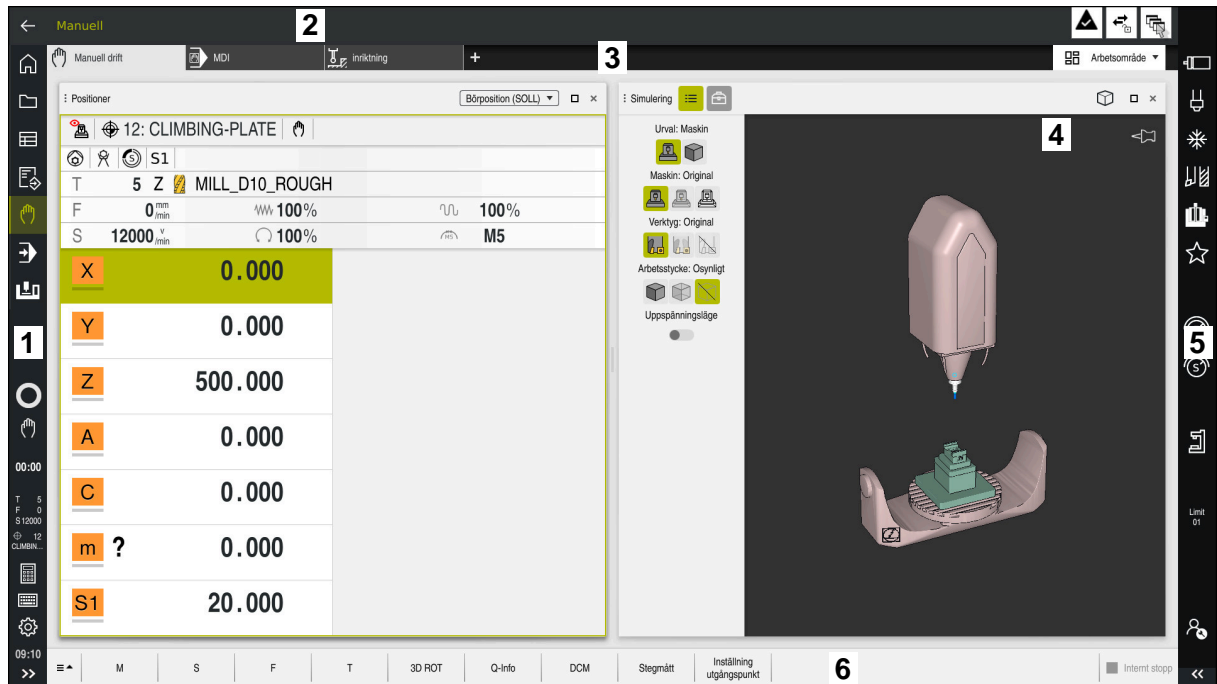 Manuell
2
Manuell drift
MDI
inriktning
+
3
Arbetsområde
Positioner
Börposition (SOLL)
12: CLIMBING-PLATE
S S1
T 5 Z MILL_D10_ROUGH
F 0 mm/min 100% 100%
S 12000 v/min 100% M5 M5
X 0.000
Y 0.000
Z 500.000
A 0.000
C 0.000
m ? 0.000
S1 20.000
Simulering
Urval: Maskin
Maskin: Original
Verktyg: Original
Arbetsstycke: Osynligt
Uppspänningsläge
4
1
00:00
T 5
F 0
S 12000
12
CLIMBIN...
09:10
5
S
Limit
01
M
S
F
T
3D ROT
Q-Info
DCM
Stegmått
Inställning
utgångspunkt
6
Internt stopp